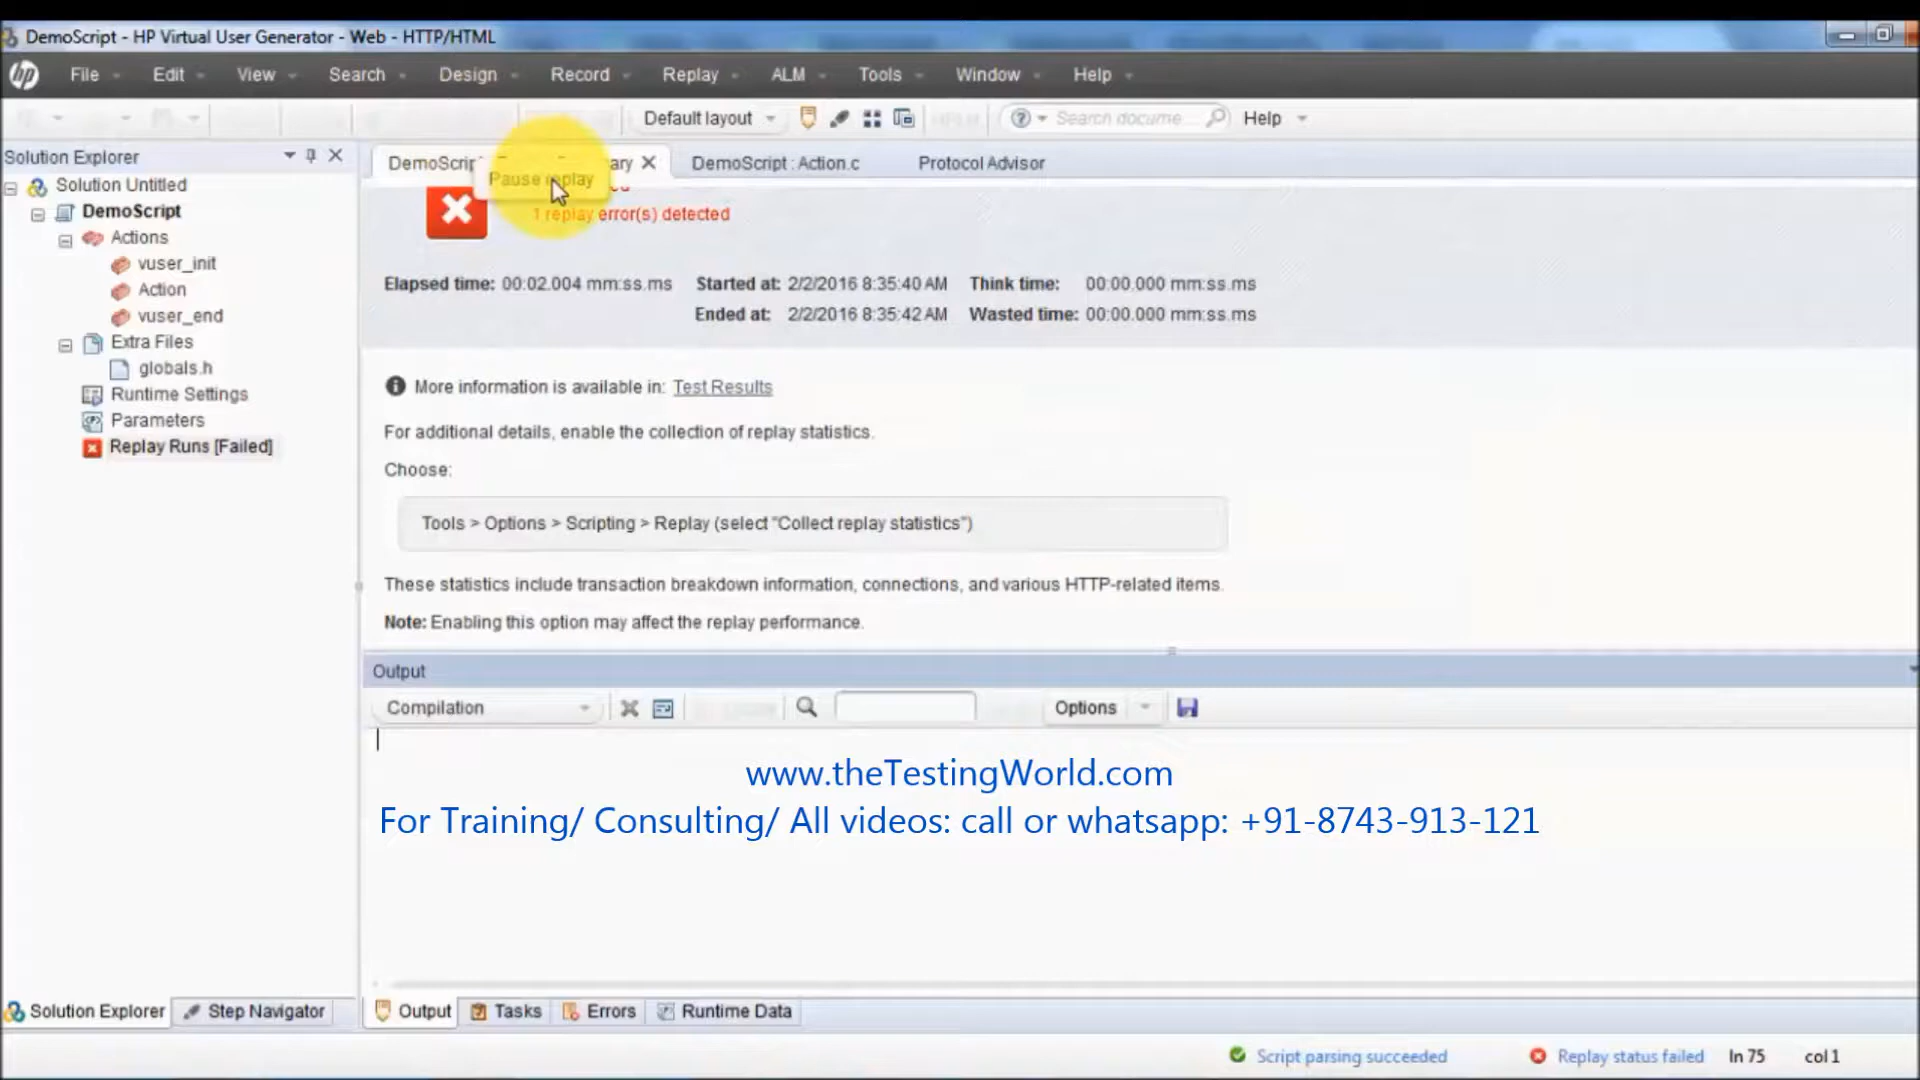 DemoScript - HP Virtual User Generator - Web - HTTP/HTML
hp File Edit View Search Design Record Replay ALM Tools Window Help
Default layout Search docume... Help
Solution Explorer
DemoScript ary DemoScript : Action.c Protocol Advisor
Pause replay
Solution Untitled
DemoScript
Actions
vuser_init
Action
vuser_end
Extra Files
globals.h
Runtime Settings
Parameters
Replay Runs [Failed]
1 replay error(s) detected
Elapsed time: 00:02.004 mm:ss.ms Started at: 2/2/2016 8:35:40 AM Think time: 00:00.000 mm:ss.ms
Ended at: 2/2/2016 8:35:42 AM Wasted time: 00:00.000 mm:ss.ms
More information is available in: Test Results
For additional details, enable the collection of replay statistics.
Choose:
Tools > Options > Scripting > Replay (select "Collect replay statistics")
These statistics include transaction breakdown information, connections, and various HTTP-related items.
Note: Enabling this option may affect the replay performance.
Output
Compilation Options
www.theTestingWorld.com
For Training/ Consulting/ All videos: call or whatsapp: +91-8743-913-121
Solution Explorer Step Navigator Output Tasks Errors Runtime Data
Script parsing succeeded Replay status failed ln 75 col 1